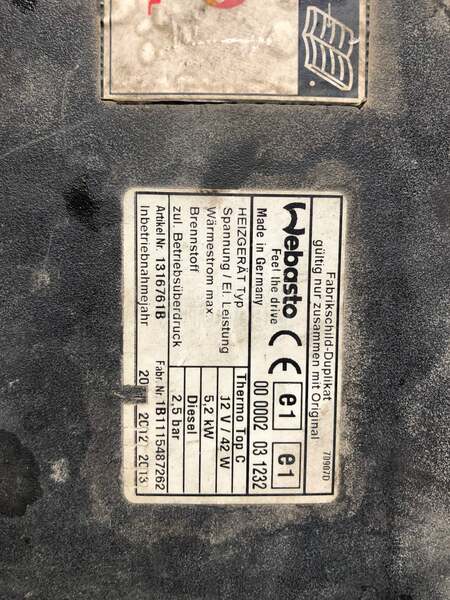 Fabrikschild-Duplikat
gültig nur zusammen mit Original
70907D
Webasto
Feel the drive
CE e1 e1
Made in Germany 00 0002 03 1232
HEIZGERÄT Typ Thermo Top C
Spannung / El. Leistung 12 V / 42 W
Wärmestrom max. 5,2 kW
Brennstoff Diesel
zul. Betriebsüberdruck 2,5 bar
Artikel Nr. 1316761B Fabr. Nr. 1B1115487262
Inbetriebnahmejahr 2012 2013